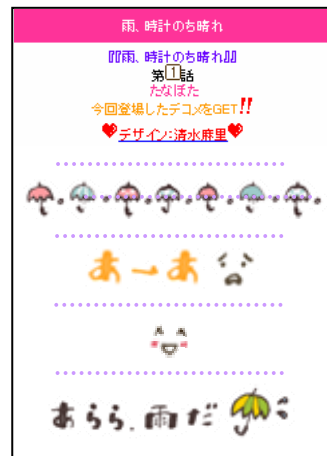 雨、時計のち晴れ
『『雨、時計のち晴れ』』
第1話
たなぼた
今回登場したデコメをGET!!
デザイン:清水麻里
あーあ
あらら、雨だ